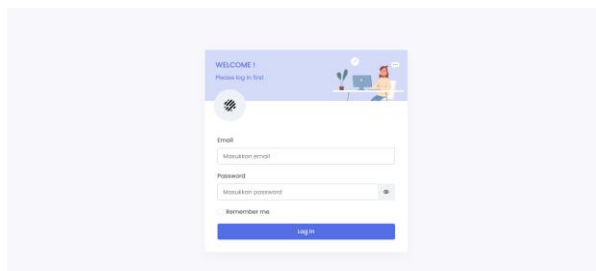 WELCOME !
Please log in first
Email
Masukkan email
Password
Masukkan password
Remember me
Log In